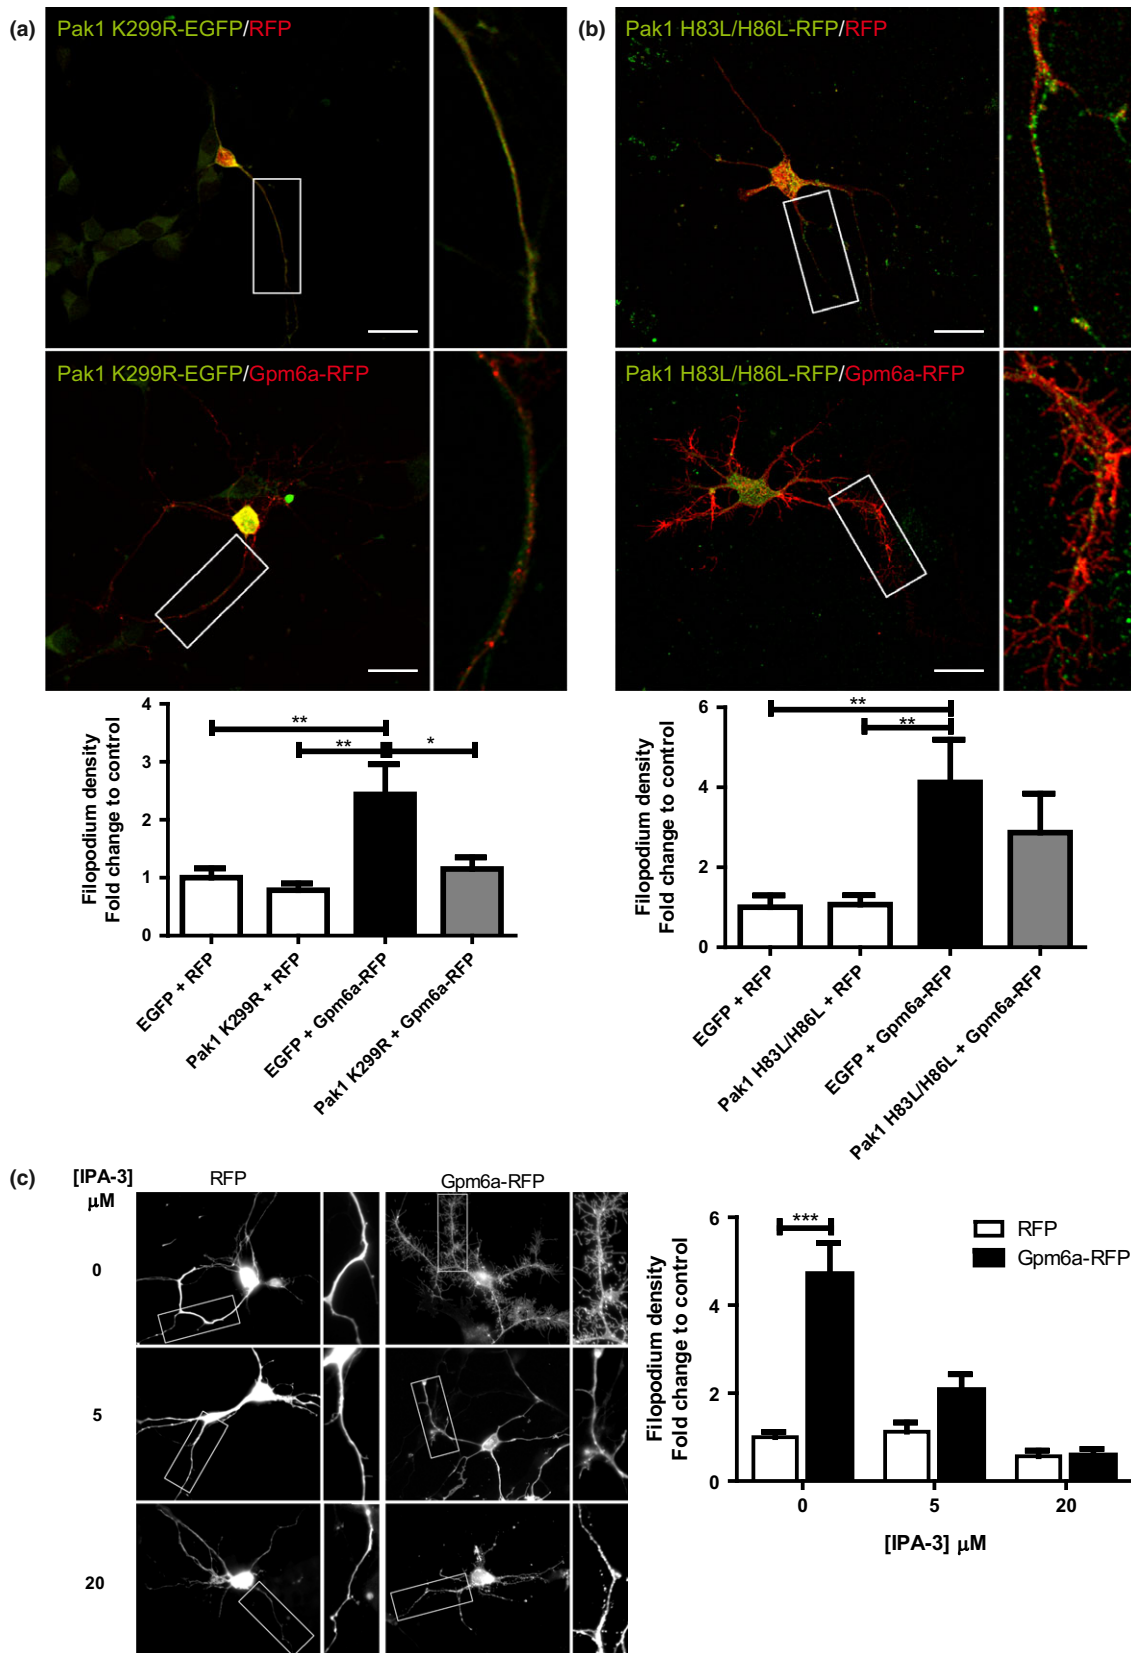 (a)
Pak1 K299R-EGFP/RFP
Pak1 K299R-EGFP/Gpm6a-RFP
Filopodium density
Fold change to control
4
3
2
1
0
**
**
*
EGFP + RFP
Pak1 K299R + RFP
EGFP + Gpm6a-RFP
Pak1 K299R + Gpm6a-RFP
(b)
Pak1 H83L/H86L-RFP/RFP
Pak1 H83L/H86L-RFP/Gpm6a-RFP
Filopodium density
Fold change to control
6
4
2
0
**
**
EGFP + RFP
Pak1 H83L/H86L + RFP
EGFP + Gpm6a-RFP
Pak1 H83L/H86L + Gpm6a-RFP
(c)
[IPA-3]
µM
RFP
Gpm6a-RFP
0
5
20
Filopodium density
Fold change to control
6
4
2
0
***
RFP
Gpm6a-RFP
0
5
20
[IPA-3] µM